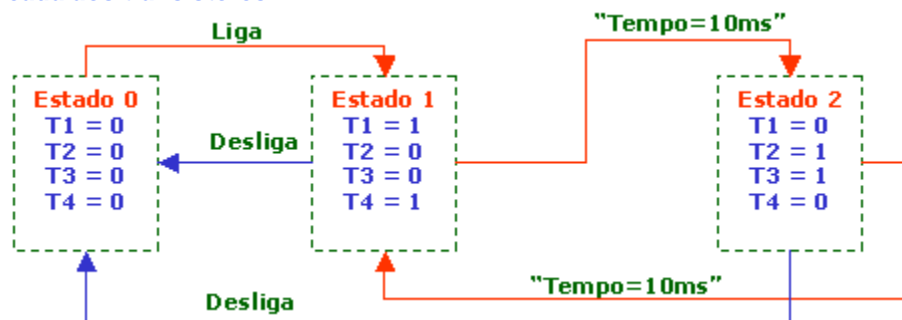 Liga
"Tempo=10ms"
Estado 0
T1 = 0
T2 = 0
T3 = 0
T4 = 0
Desliga
Estado 1
T1 = 1
T2 = 0
T3 = 0
T4 = 1
Estado 2
T1 = 0
T2 = 1
T3 = 1
T4 = 0
Desliga
"Tempo=10ms"